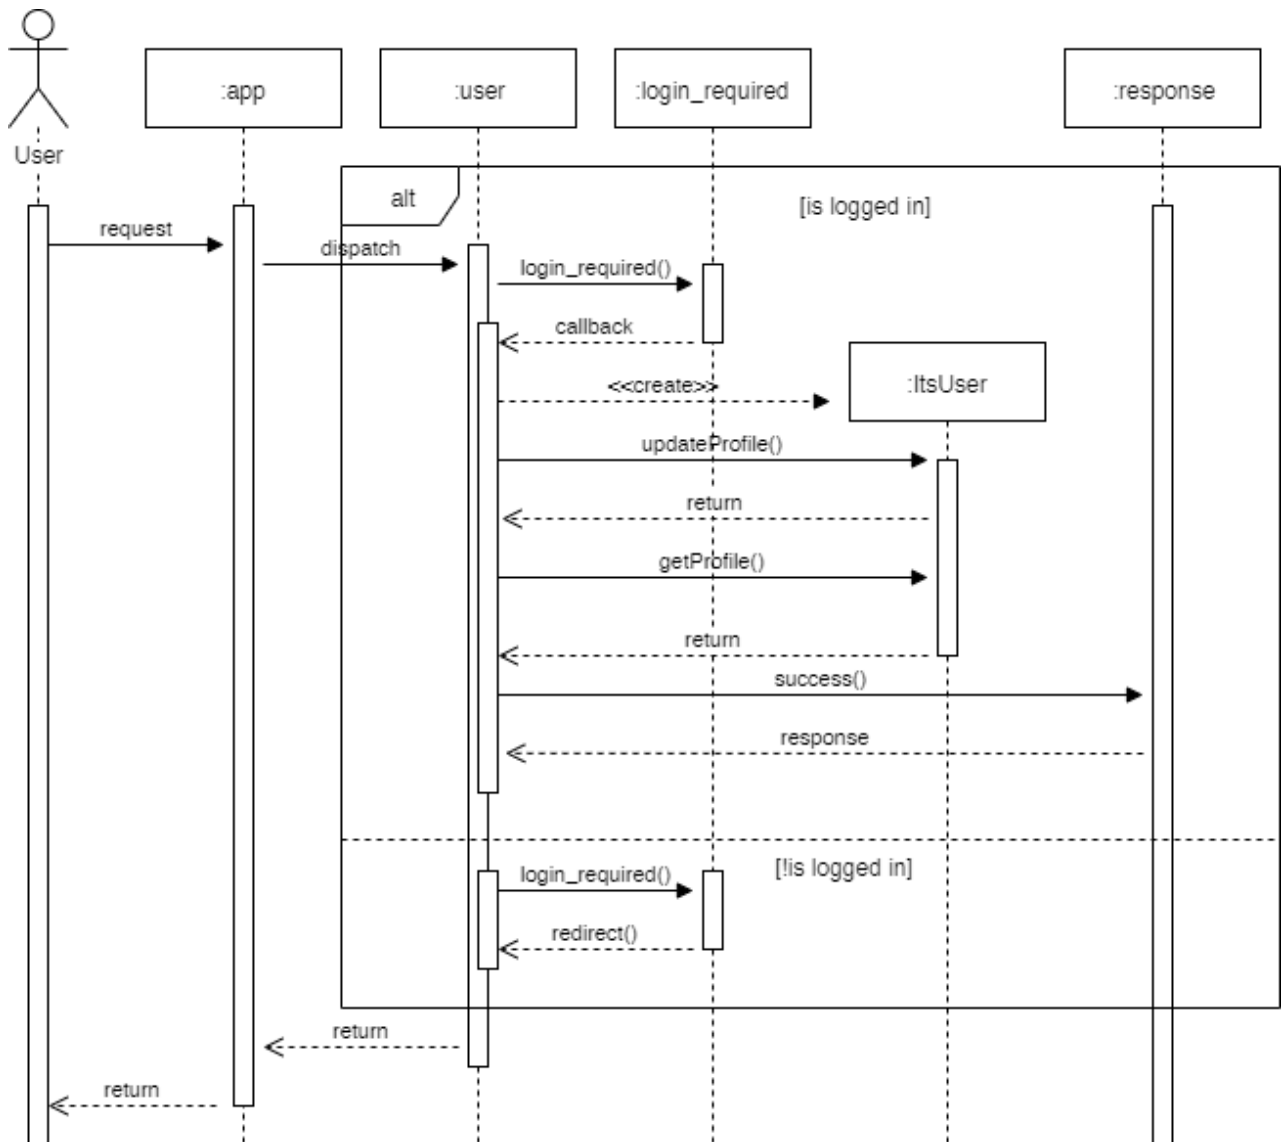 :app
:user
:login_required
:response
User
alt
[is logged in]
request
dispatch
login_required()
callback
<<create>>
:ItsUser
updateProfile()
return
getProfile()
return
success()
response
[!is logged in]
login_required()
redirect()
return
return